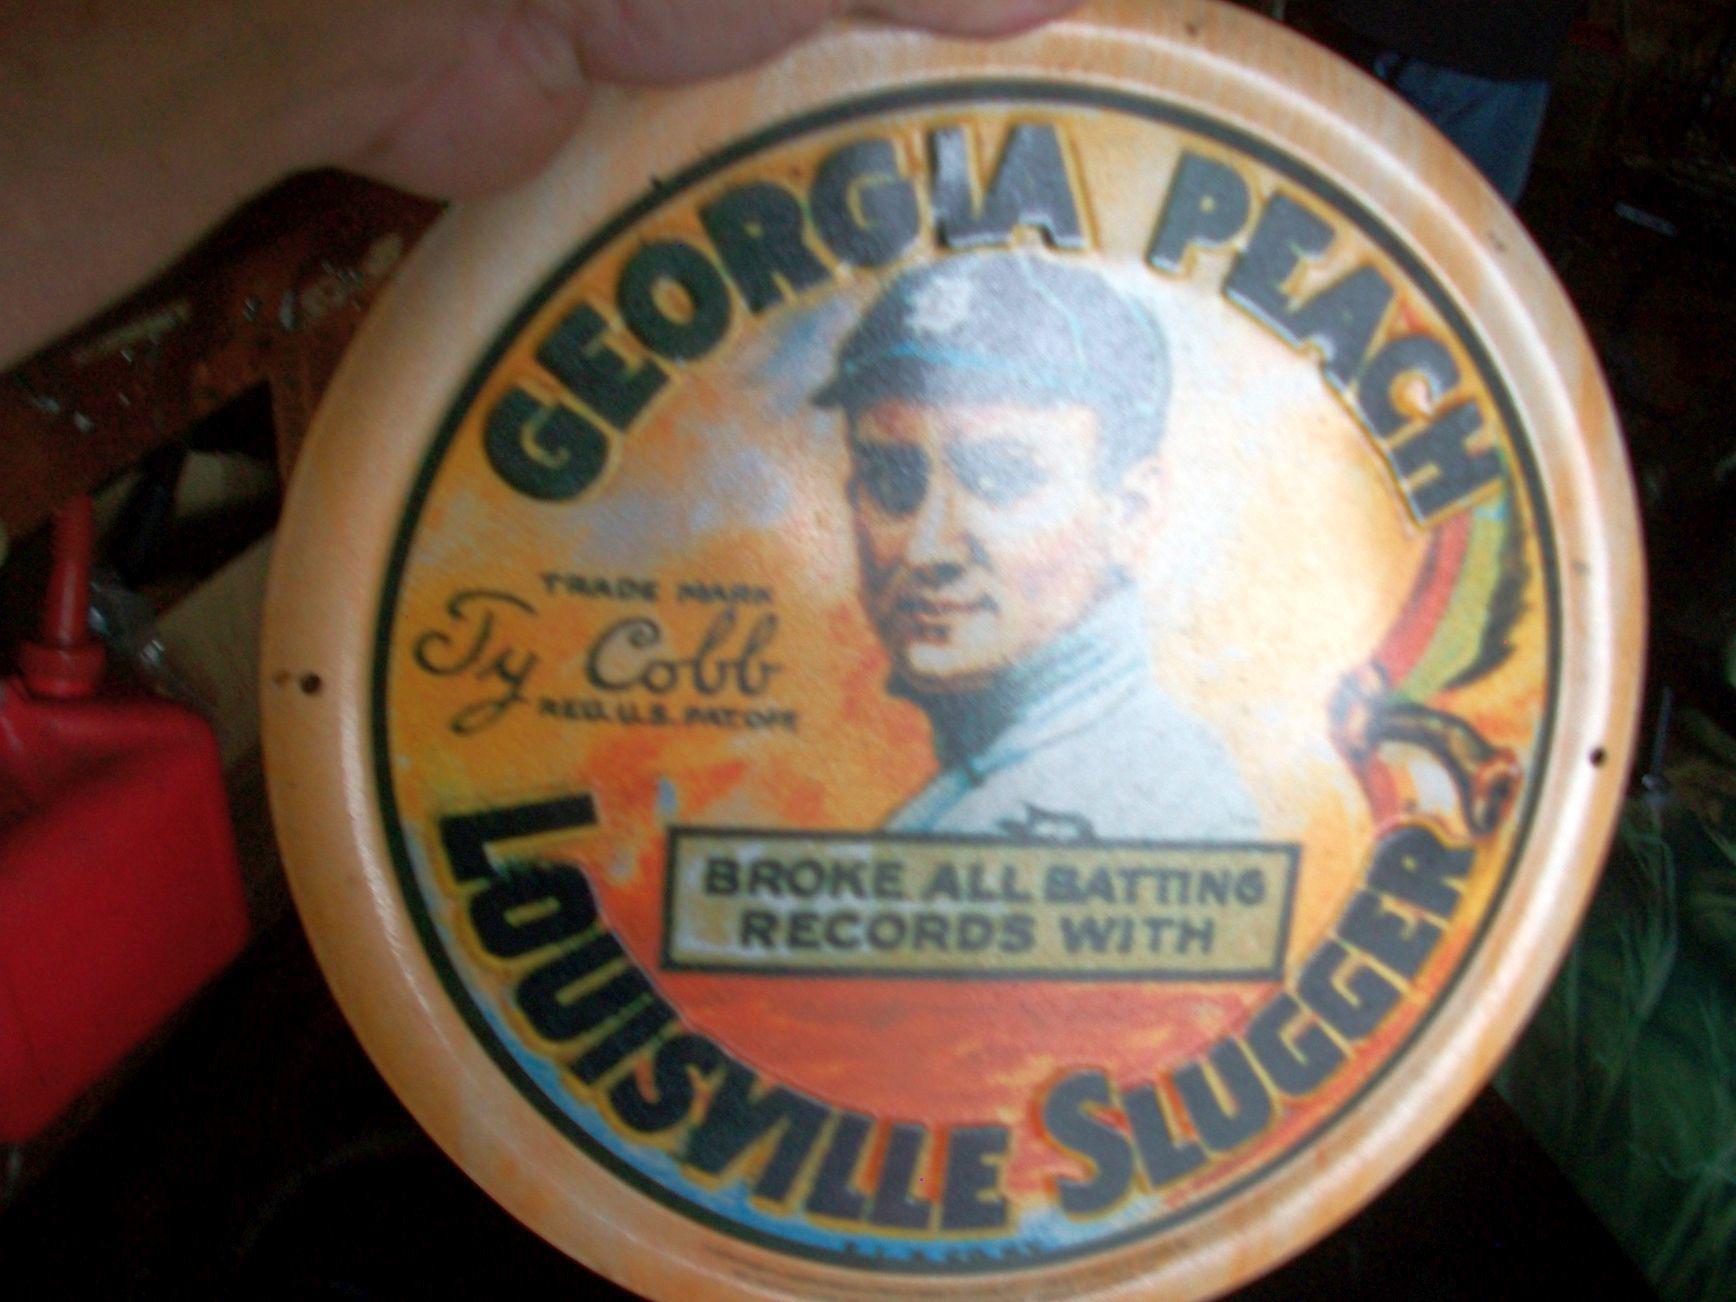 GEORGIA PEACH
TRADE MARK
Ty Cobb
REG. U.S. PAT OFF
BROKE ALL BATTING
RECORDS WITH
LOUISVILLE SLUGGER